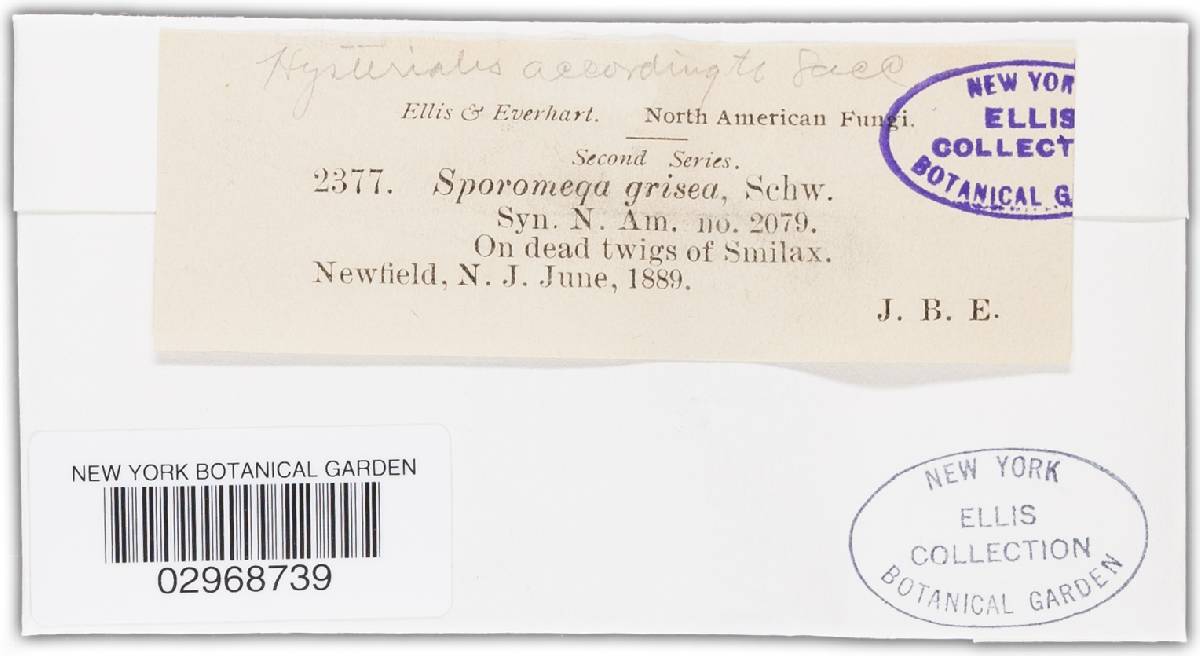 Hysteriales according to Sacc
Ellis & Everhart. North American Fungi.
Second Series.
2377. Sporomega grisea, Schw.
Syn. N. Am. no. 2079.
On dead twigs of Smilax.
Newfield, N. J. June, 1889.
J. B. E.
NEW YOR
ELLIS
COLLECT
BOTANICAL G
NEW YORK BOTANICAL GARDEN
02968739
NEW YORK
ELLIS
COLLECTION
BOTANICAL GARDEN